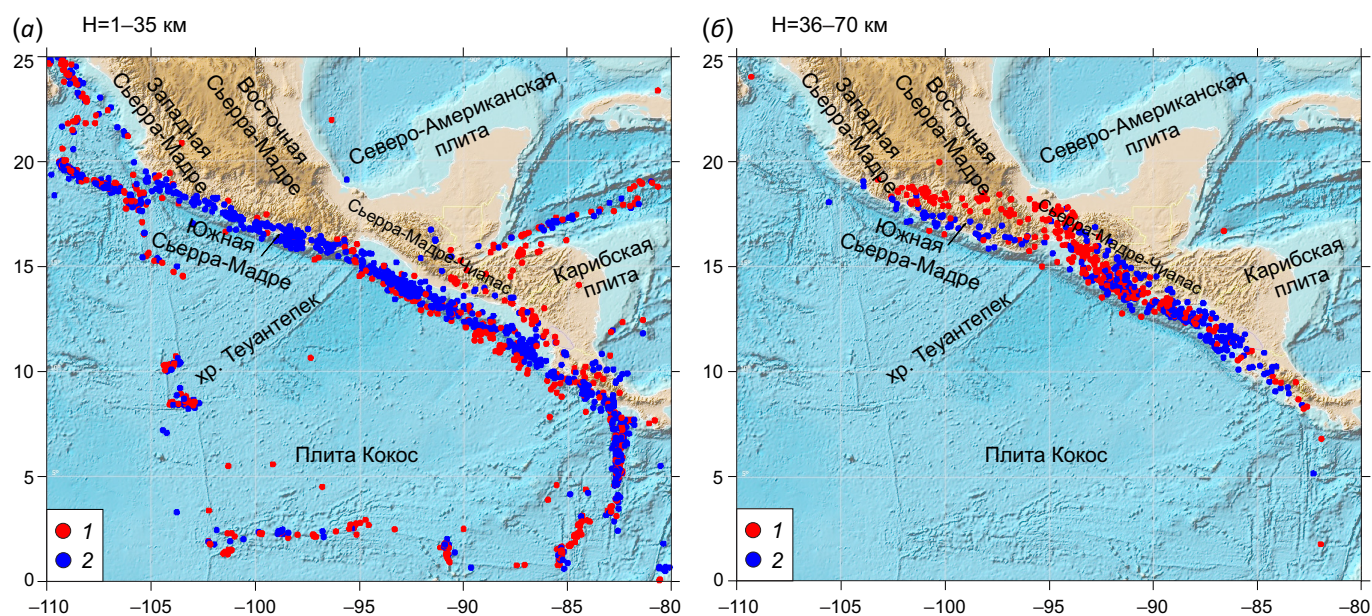 (а) H=1–35 км
25
20
15
10
5
0
–110
–105
–100
–95
–90
–85
–80
Западная
Сьерра-Мадре
Восточная
Сьерра-Мадре
Северо-Американская
плита
Сьерра-Мадре-Чиапас
Южная
Сьерра-Мадре
Карибская
плита
хр. Теуантепек
Плита Кокос
1
2
(б) H=36–70 км
25
20
15
10
5
0
–110
–105
–100
–95
–90
–85
–80
Западная
Сьерра-Мадре
Восточная
Сьерра-Мадре
Северо-Американская
плита
Сьерра-Мадре-Чиапас
Южная
Сьерра-Мадре
Карибская
плита
хр. Теуантепек
Плита Кокос
1
2